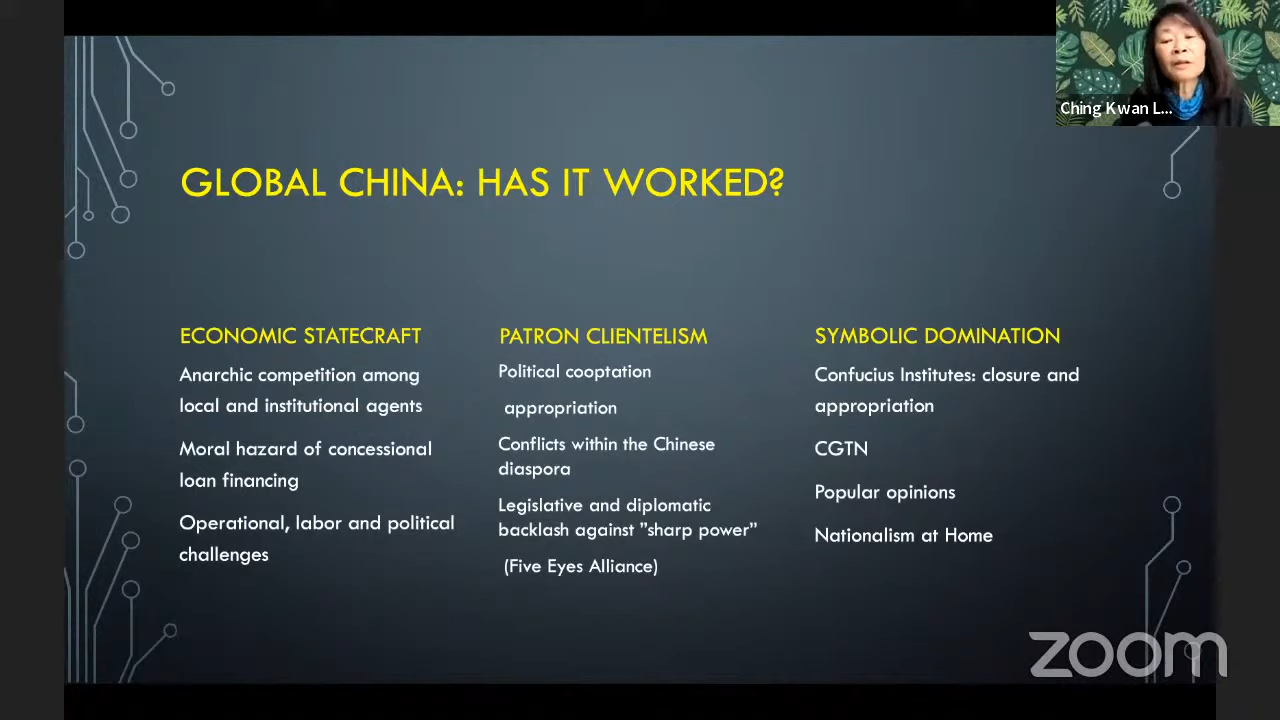 Ching Kwan L...
GLOBAL CHINA: HAS IT WORKED?
ECONOMIC STATECRAFT
Anarchic competition among
local and institutional agents
Moral hazard of concessional
loan financing
Operational, labor and political
challenges
PATRON CLIENTELISM
Political cooptation
appropriation
Conflicts within the Chinese
diaspora
Legislative and diplomatic
backlash against ”sharp power”
(Five Eyes Alliance)
SYMBOLIC DOMINATION
Confucius Institutes: closure and
appropriation
CGTN
Popular opinions
Nationalism at Home
zoom